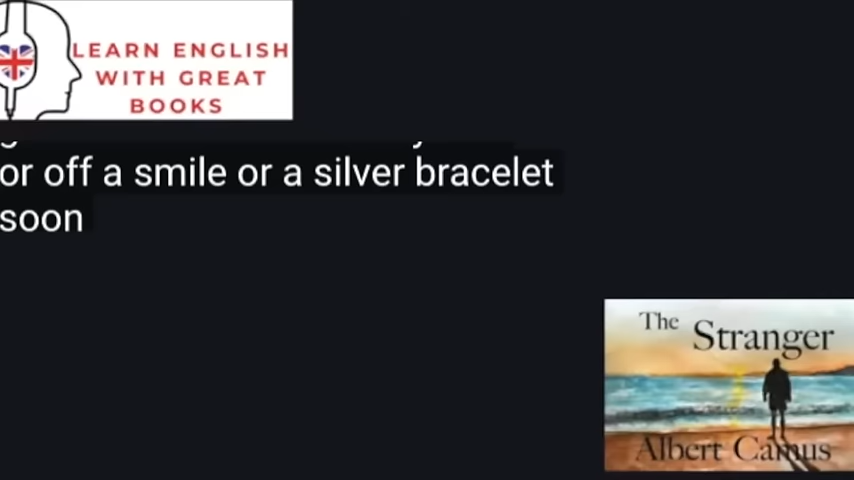 LEARN ENGLISH
WITH GREAT
BOOKS
or off a smile or a silver bracelet
soon
The Stranger
Albert Camus